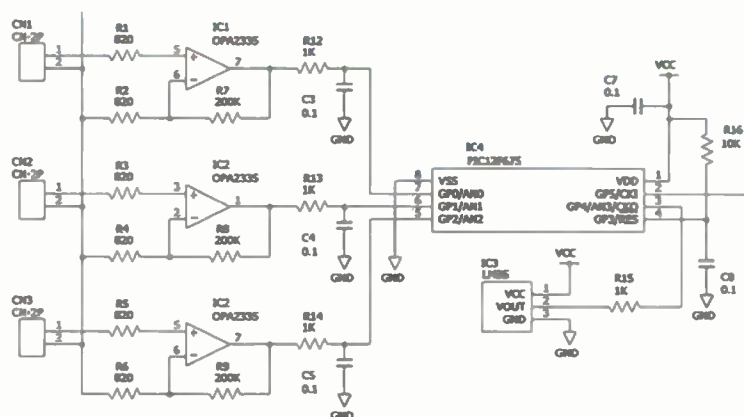 CN1
CN-2P
1
2
R1
820
IC1
OPA2335
5
6
7
R2
820
R7
200K
R12
1K
C3
0.1
GND
CN2
CN-2P
1
2
R3
820
IC2
OPA2335
3
2
1
R4
820
R8
200K
R13
1K
C4
0.1
GND
CN3
CN-2P
1
2
R5
820
IC2
OPA2335
5
6
7
R6
820
R9
200K
R14
1K
C5
0.1
GND
C7
0.1
VCC
GND
R16
10K
IC4
PIC12F675
8 VSS VDD 1
7 GP0/AN0 GP5/CKI 2
6 GP1/AN1 GP4/AN3/CKO 3
5 GP2/AN2 GP3/RES 4
GND
IC3
LM35
VCC
VCC 1
VOUT 2
GND 3
GND
R15
1K
C8
0.1
GND